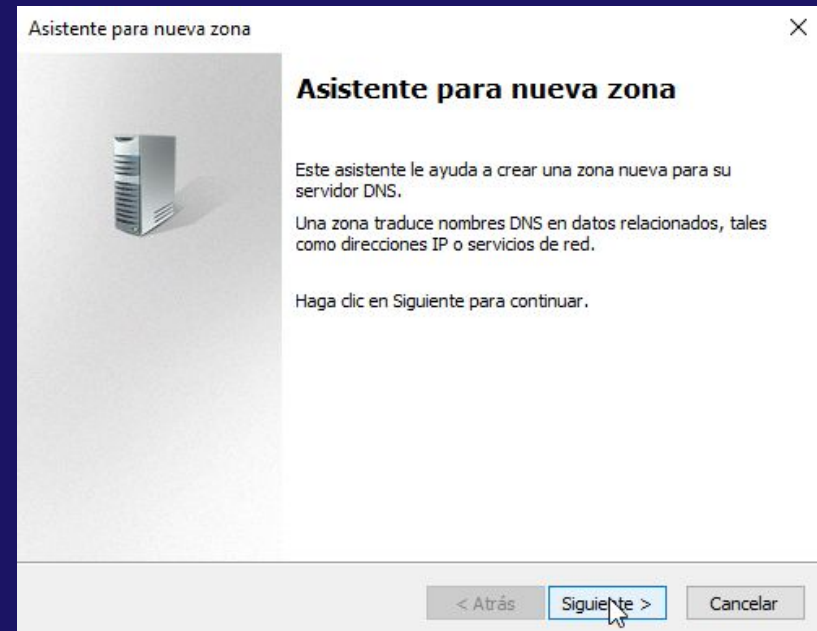 Asistente para nueva zona
Asistente para nueva zona
Este asistente le ayuda a crear una zona nueva para su
servidor DNS.
Una zona traduce nombres DNS en datos relacionados, tales
como direcciones IP o servicios de red.
Haga clic en Siguiente para continuar.
< Atrás
Siguiente >
Cancelar